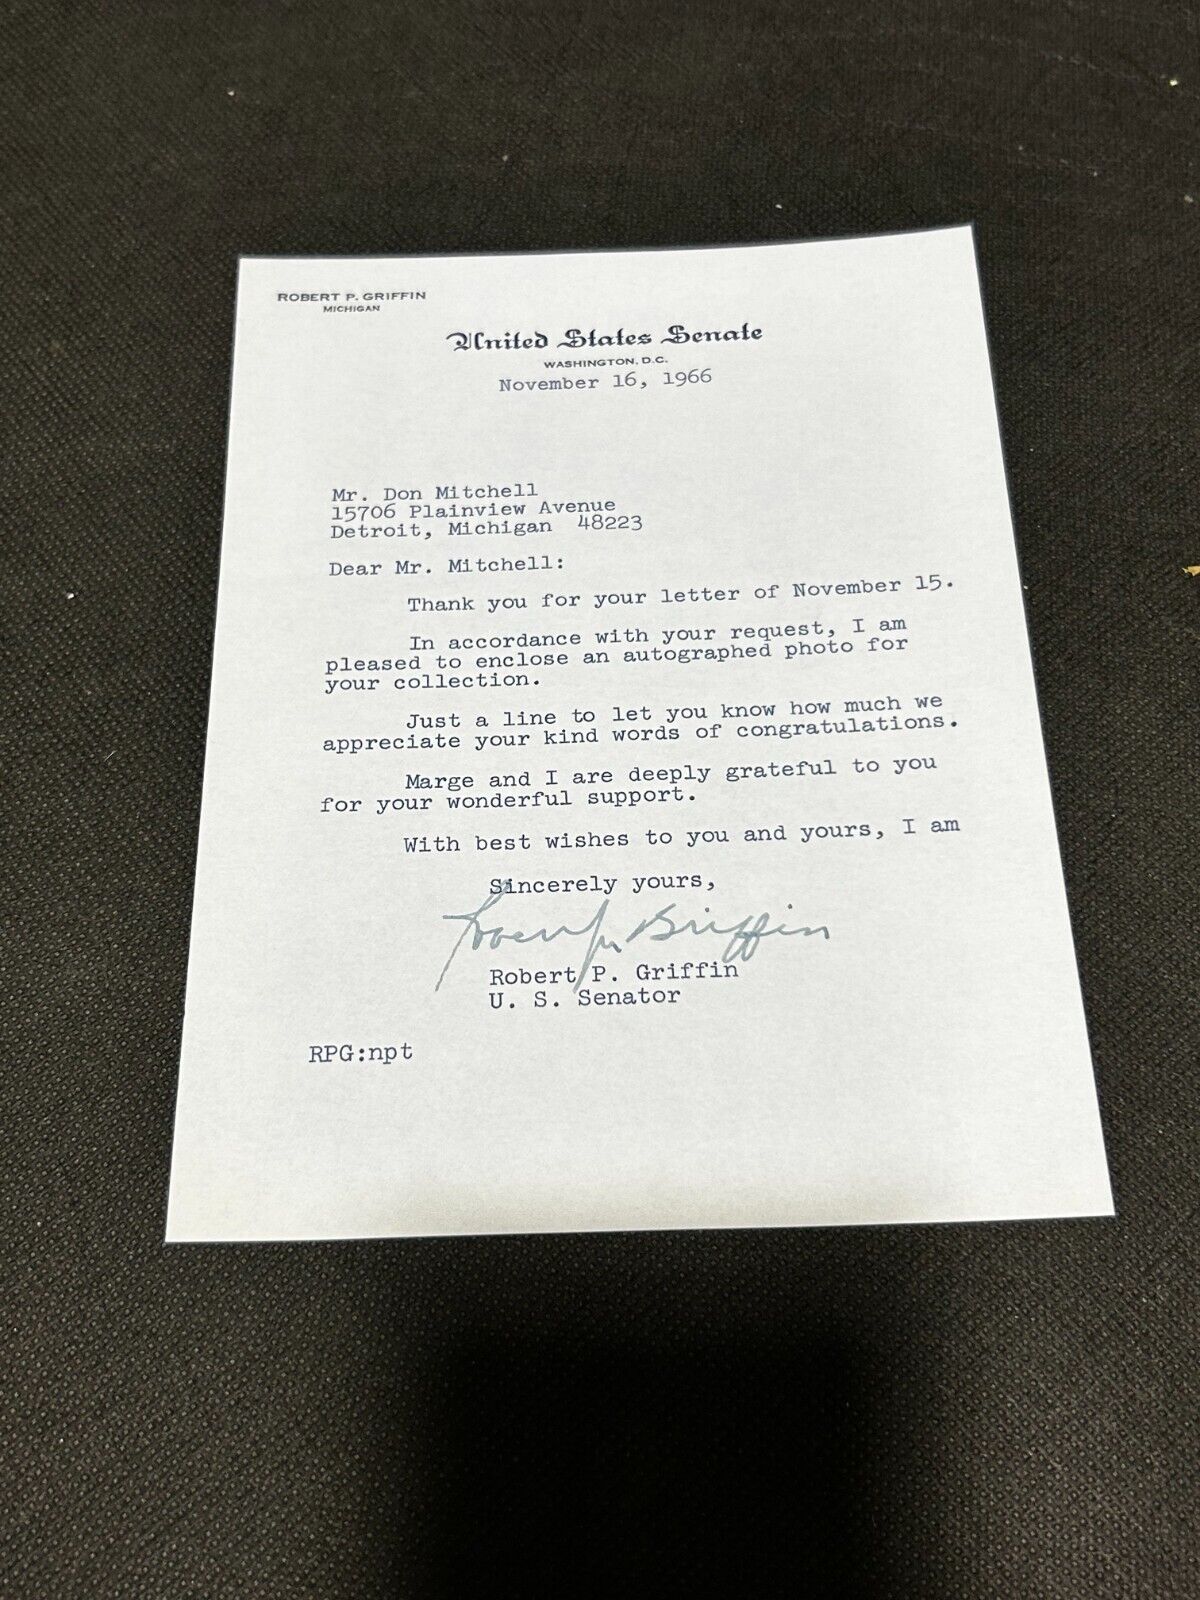 ROBERT P. GRIFFIN
MICHIGAN
United States Senate
WASHINGTON, D.C.
November 16, 1966
Mr. Don Mitchell
15706 Plainview Avenue
Detroit, Michigan 48223
Dear Mr. Mitchell:
Thank you for your letter of November 15.
In accordance with your request, I am
pleased to enclose an autographed photo for
your collection.
Just a line to let you know how much we
appreciate your kind words of congratulations.
Marge and I are deeply grateful to you
for your wonderful support.
With best wishes to you and yours, I am
Sincerely yours,
Robert P. Griffin
Robert P. Griffin
U. S. Senator
RPG:npt